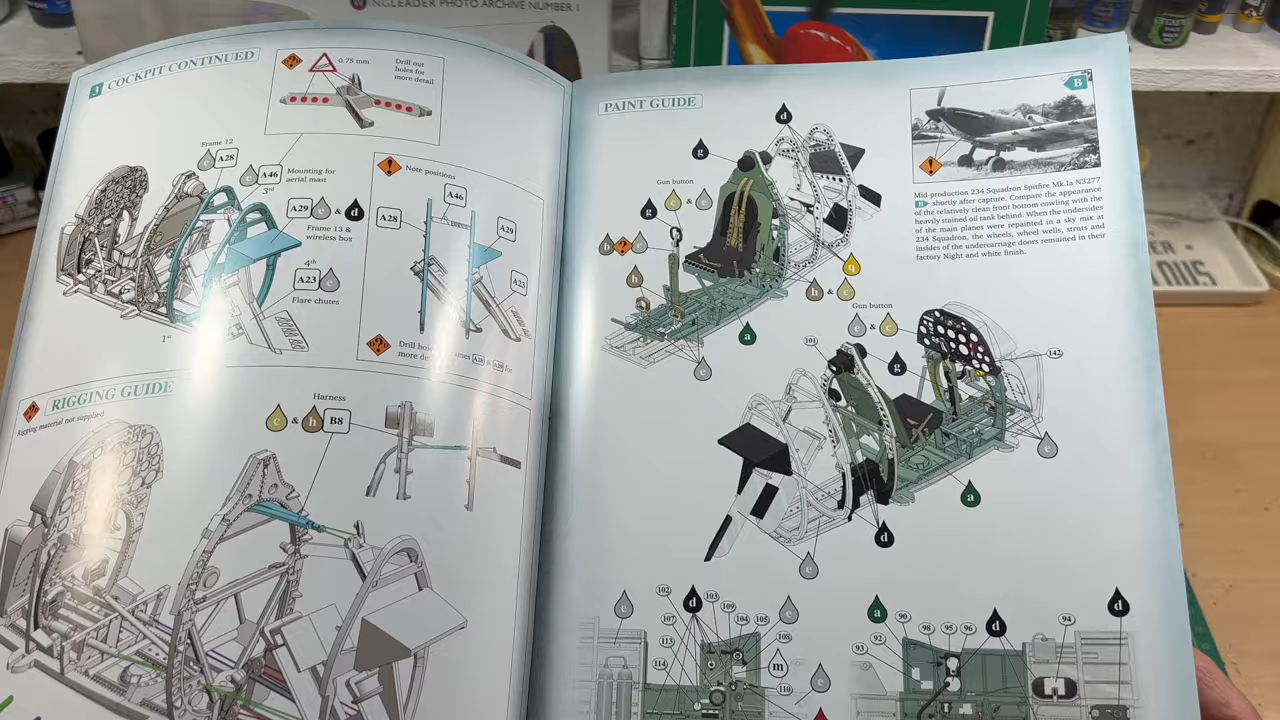 INGLEADER PHOTO ARCHIVE NUMBER 1
3 COCKPIT CONTINUED
0.75 mm
Drill out
holes for
more detail
Frame 12
A28
A46
3rd
Mounting for
aerial mast
A29
&
d
Frame 13 &
wireless box
4th
A23
e
Flare chutes
1st
Note positions
A46
A28
A29
A23
Drill
more
A28
&
A29
for
RIGGING GUIDE
Rigging material not supplied
Harness
c & h B8
PAINT GUIDE
d
g
Gun button
c & e
g
b
e
h
q
h & c
a
e
B
Mid-production 234 Squadron Spitfire Mk.Ia N3277
B shortly after capture. Compare the appearance
of the relatively clean front bottom cowling with the
heavily stained oil tank behind. When the undersides
of the main planes were repainted in a sky mix at
234 Squadron, the wheels, wheel wells, struts and
insides of the undercarriage doors remained in their
factory Night and white finish.
Gun button
e & c
101
g
142
e
a
d
e
e
102
d
103
109
104
105
e
107
108
113
114
m
110
e
a
90
98
95
96
d
94
d
92
93